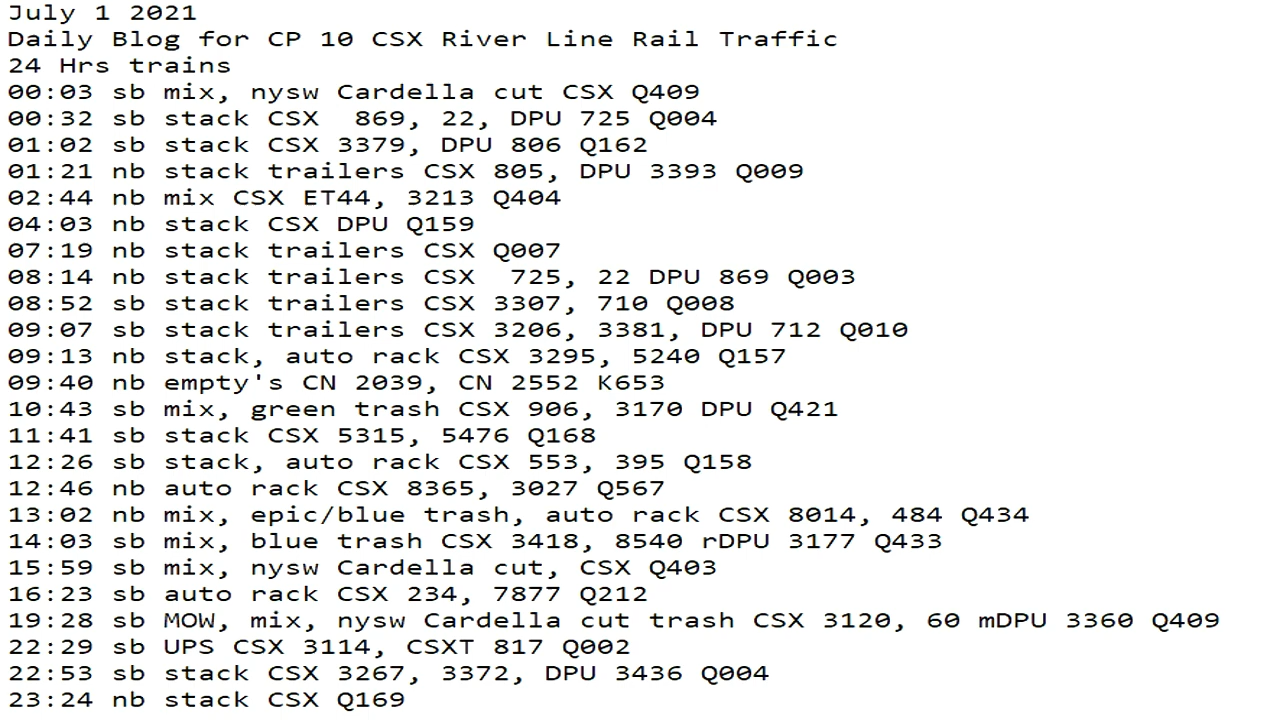 July 1 2021
Daily Blog for CP 10 CSX River Line Rail Traffic
24 Hrs trains
00:03 sb mix, nysw Cardella cut CSX Q409
00:32 sb stack CSX  869, 22, DPU 725 Q004
01:02 sb stack CSX 3379, DPU 806 Q162
01:21 nb stack trailers CSX 805, DPU 3393 Q009
02:44 nb mix CSX ET44, 3213 Q404
04:03 nb stack CSX DPU Q159
07:19 nb stack trailers CSX Q007
08:14 nb stack trailers CSX  725, 22 DPU 869 Q003
08:52 sb stack trailers CSX 3307, 710 Q008
09:07 sb stack trailers CSX 3206, 3381, DPU 712 Q010
09:13 nb stack, auto rack CSX 3295, 5240 Q157
09:40 nb empty's CN 2039, CN 2552 K653
10:43 sb mix, green trash CSX 906, 3170 DPU Q421
11:41 sb stack CSX 5315, 5476 Q168
12:26 sb stack, auto rack CSX 553, 395 Q158
12:46 nb auto rack CSX 8365, 3027 Q567
13:02 nb mix, epic/blue trash, auto rack CSX 8014, 484 Q434
14:03 sb mix, blue trash CSX 3418, 8540 rDPU 3177 Q433
15:59 sb mix, nysw Cardella cut, CSX Q403
16:23 sb auto rack CSX 234, 7877 Q212
19:28 sb MOW, mix, nysw Cardella cut trash CSX 3120, 60 mDPU 3360 Q409
22:29 sb UPS CSX 3114, CSXT 817 Q002
22:53 sb stack CSX 3267, 3372, DPU 3436 Q004
23:24 nb stack CSX Q169